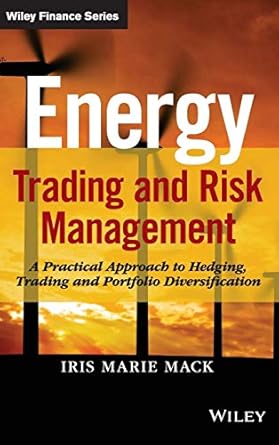 Wiley Finance Series
Energy
Trading and Risk
Management
A Practical Approach to Hedging,
Trading and Portfolio Diversification
IRIS MARIE MACK
WILEY